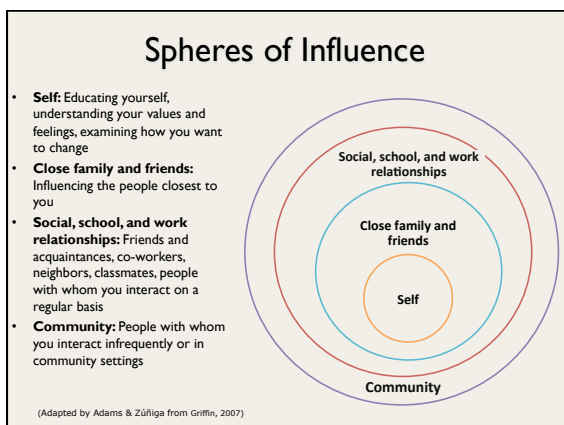 Spheres of Influence
• Self: Educating yourself,
understanding your values and
feelings, examining how you want
to change
• Close family and friends:
Influencing the people closest to
you
• Social, school, and work
relationships: Friends and
acquaintances, co-workers,
neighbors, classmates, people
with whom you interact on a
regular basis
• Community: People with whom
you interact infrequently or in
community settings
(Adapted by Adams & Zúñiga from Griffin, 2007)
Social, school, and work
relationships
Close family and
friends
Self
Community